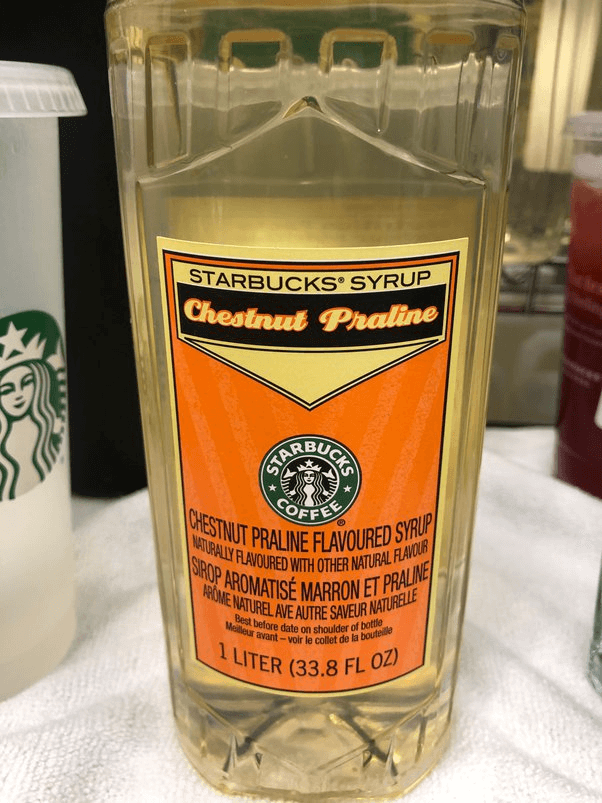 STARBUCKS® SYRUP
Chestnut Praline
STARBUCKS
COFFEE ®
CHESTNUT PRALINE FLAVOURED SYRUP
NATURALLY FLAVOURED WITH OTHER NATURAL FLAVOUR
SIROP AROMATISÉ MARRON ET PRALINE
ARÔME NATUREL AVE AUTRE SAVEUR NATURELLE
Best before date on shoulder of bottle
Meilleur avant – voir le collet de la bouteille
1 LITER (33.8 FL OZ)